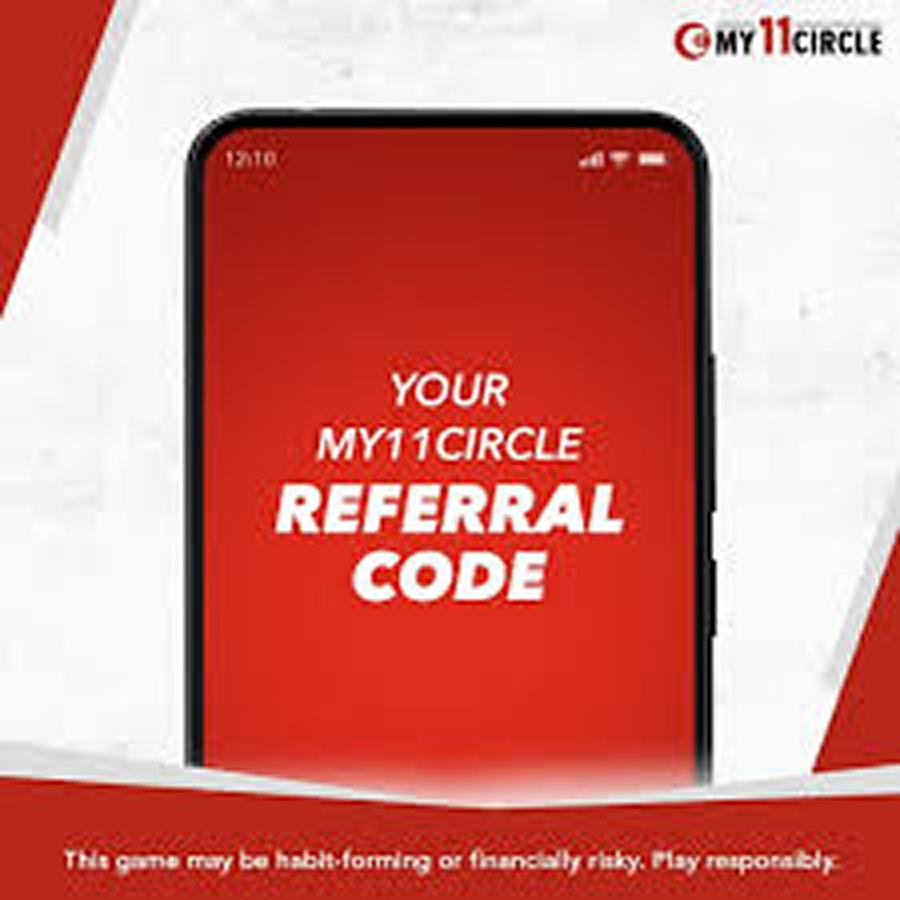 MY11CIRCLE
12:10
YOUR
MY11CIRCLE
REFERRAL
CODE
This game may be habit-forming or financially risky. Play responsibly.